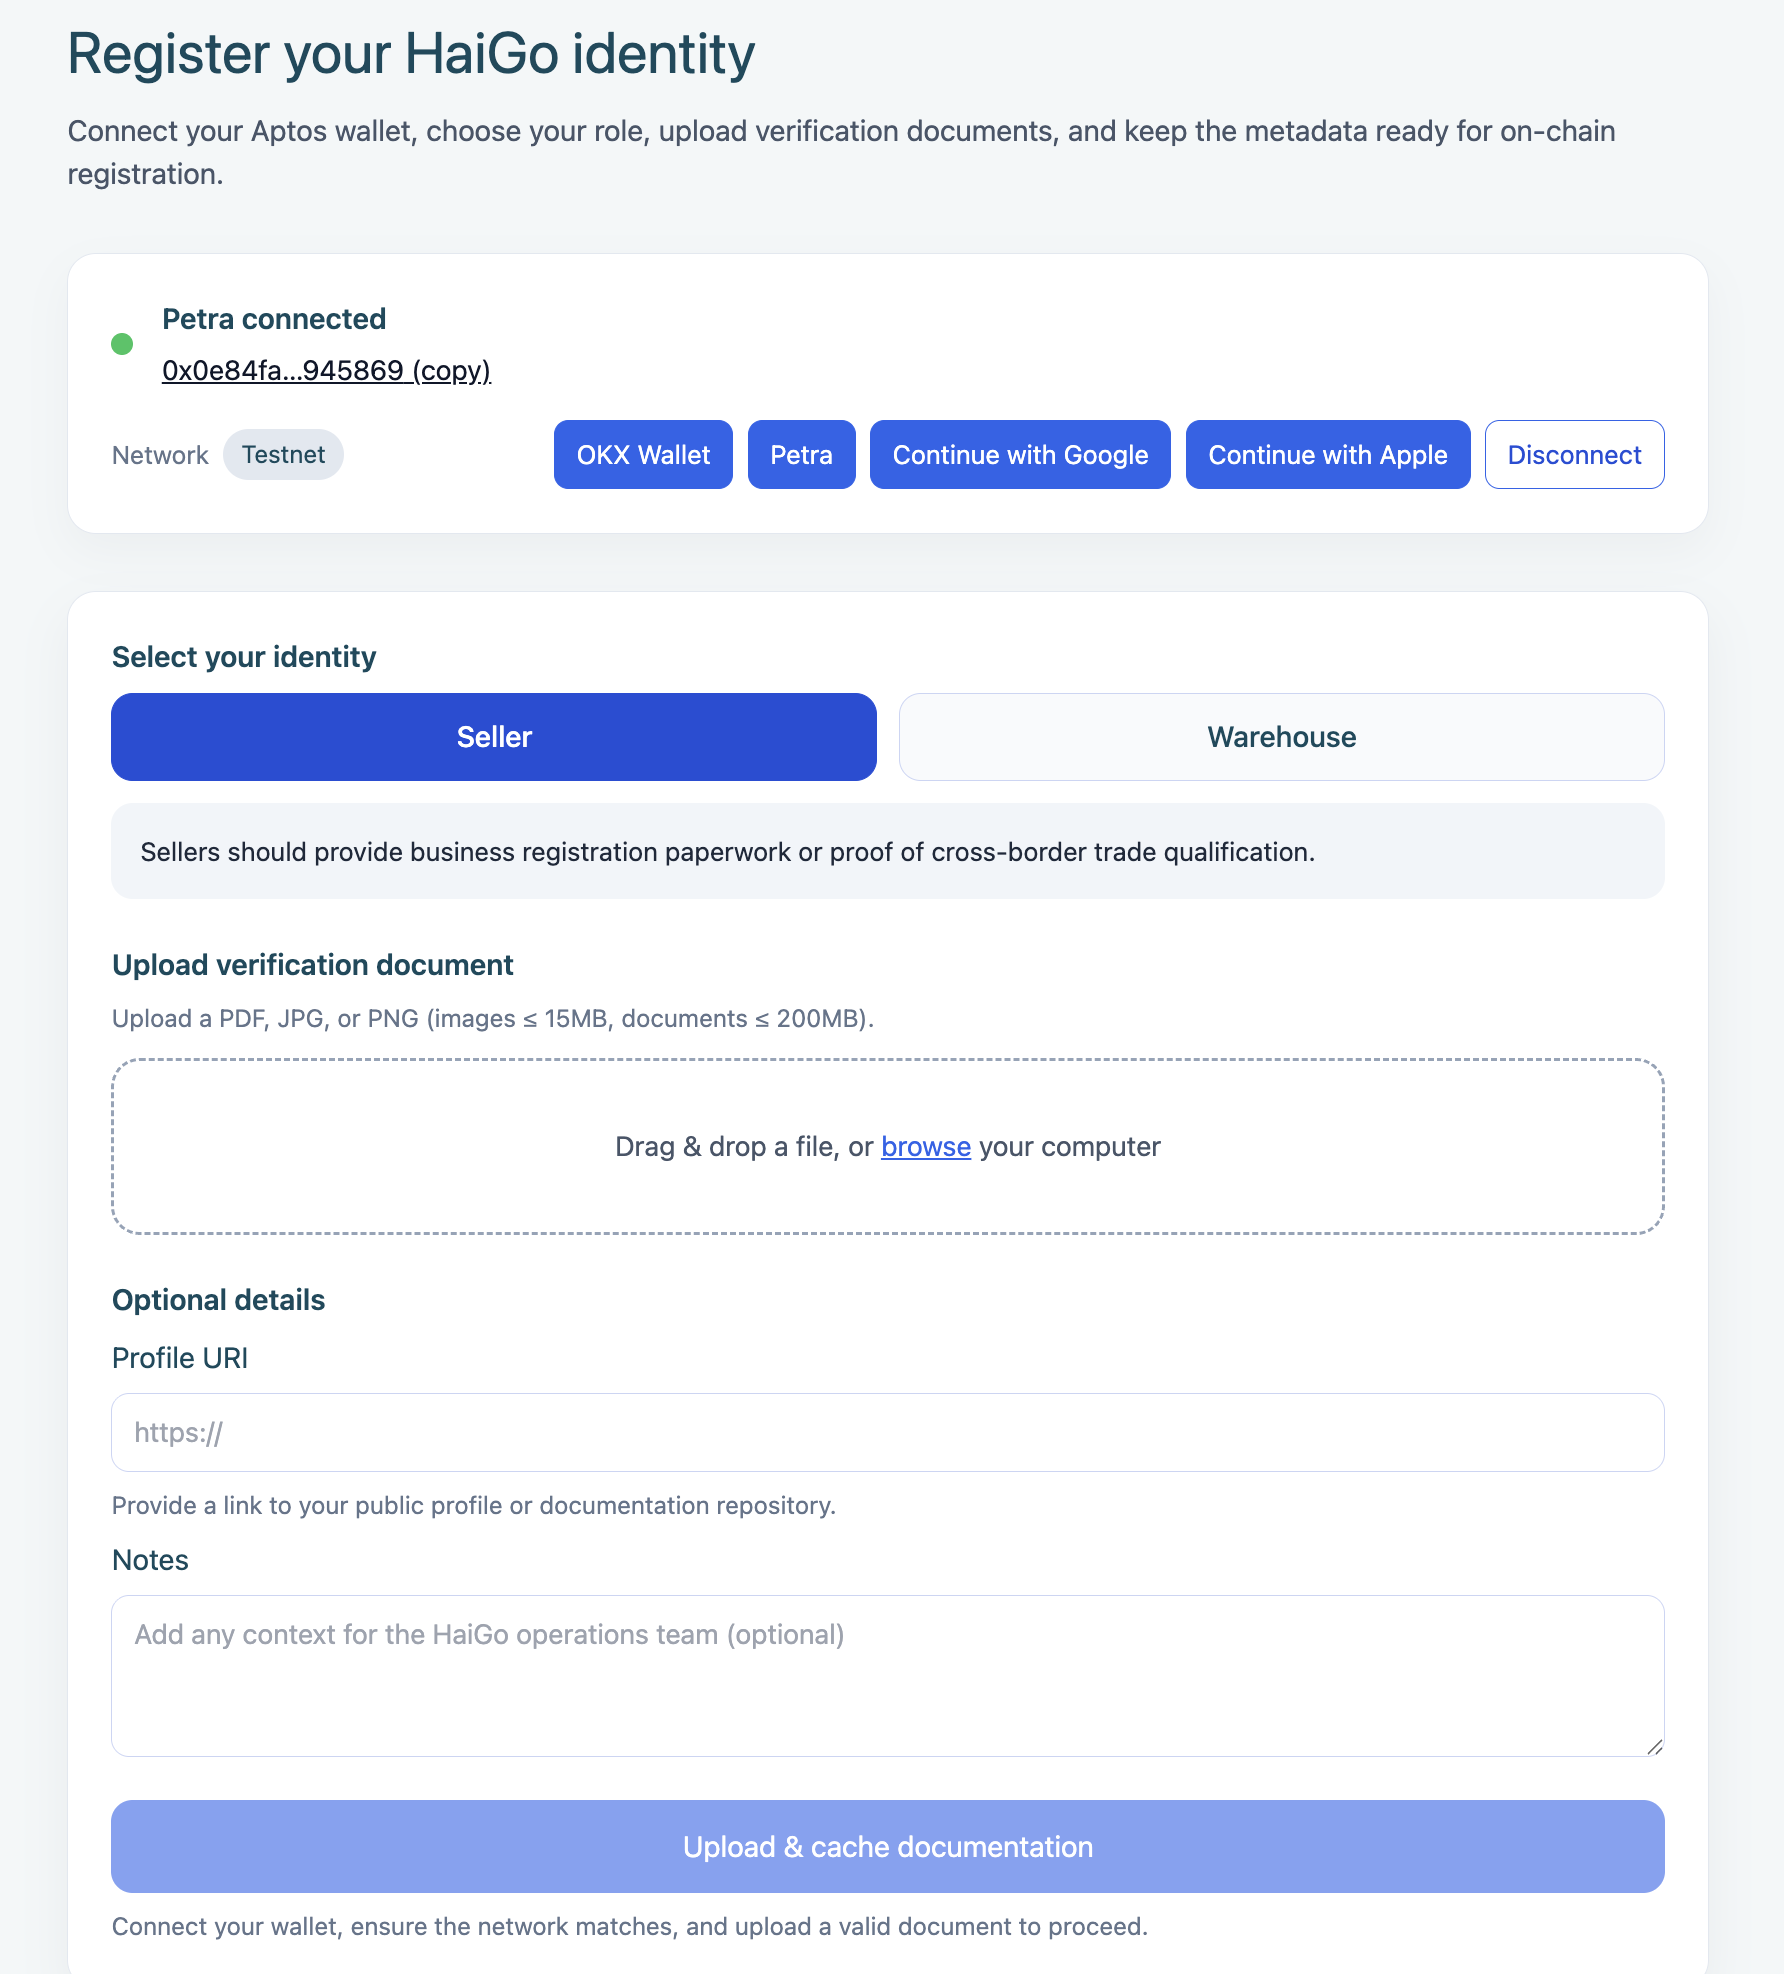 Register your HaiGo identity
Connect your Aptos wallet, choose your role, upload verification documents, and keep the metadata ready for on-chain
registration.
Petra connected
0x0e84fa...945869 (copy)
Network Testnet OKX Wallet Petra Continue with Google Continue with Apple Disconnect
Select your identity
Seller Warehouse
Sellers should provide business registration paperwork or proof of cross-border trade qualification.
Upload verification document
Upload a PDF, JPG, or PNG (images ≤ 15MB, documents ≤ 200MB).
Drag & drop a file, or browse your computer
Optional details
Profile URI
https://
Provide a link to your public profile or documentation repository.
Notes
Add any context for the HaiGo operations team (optional)
Upload & cache documentation
Connect your wallet, ensure the network matches, and upload a valid document to proceed.